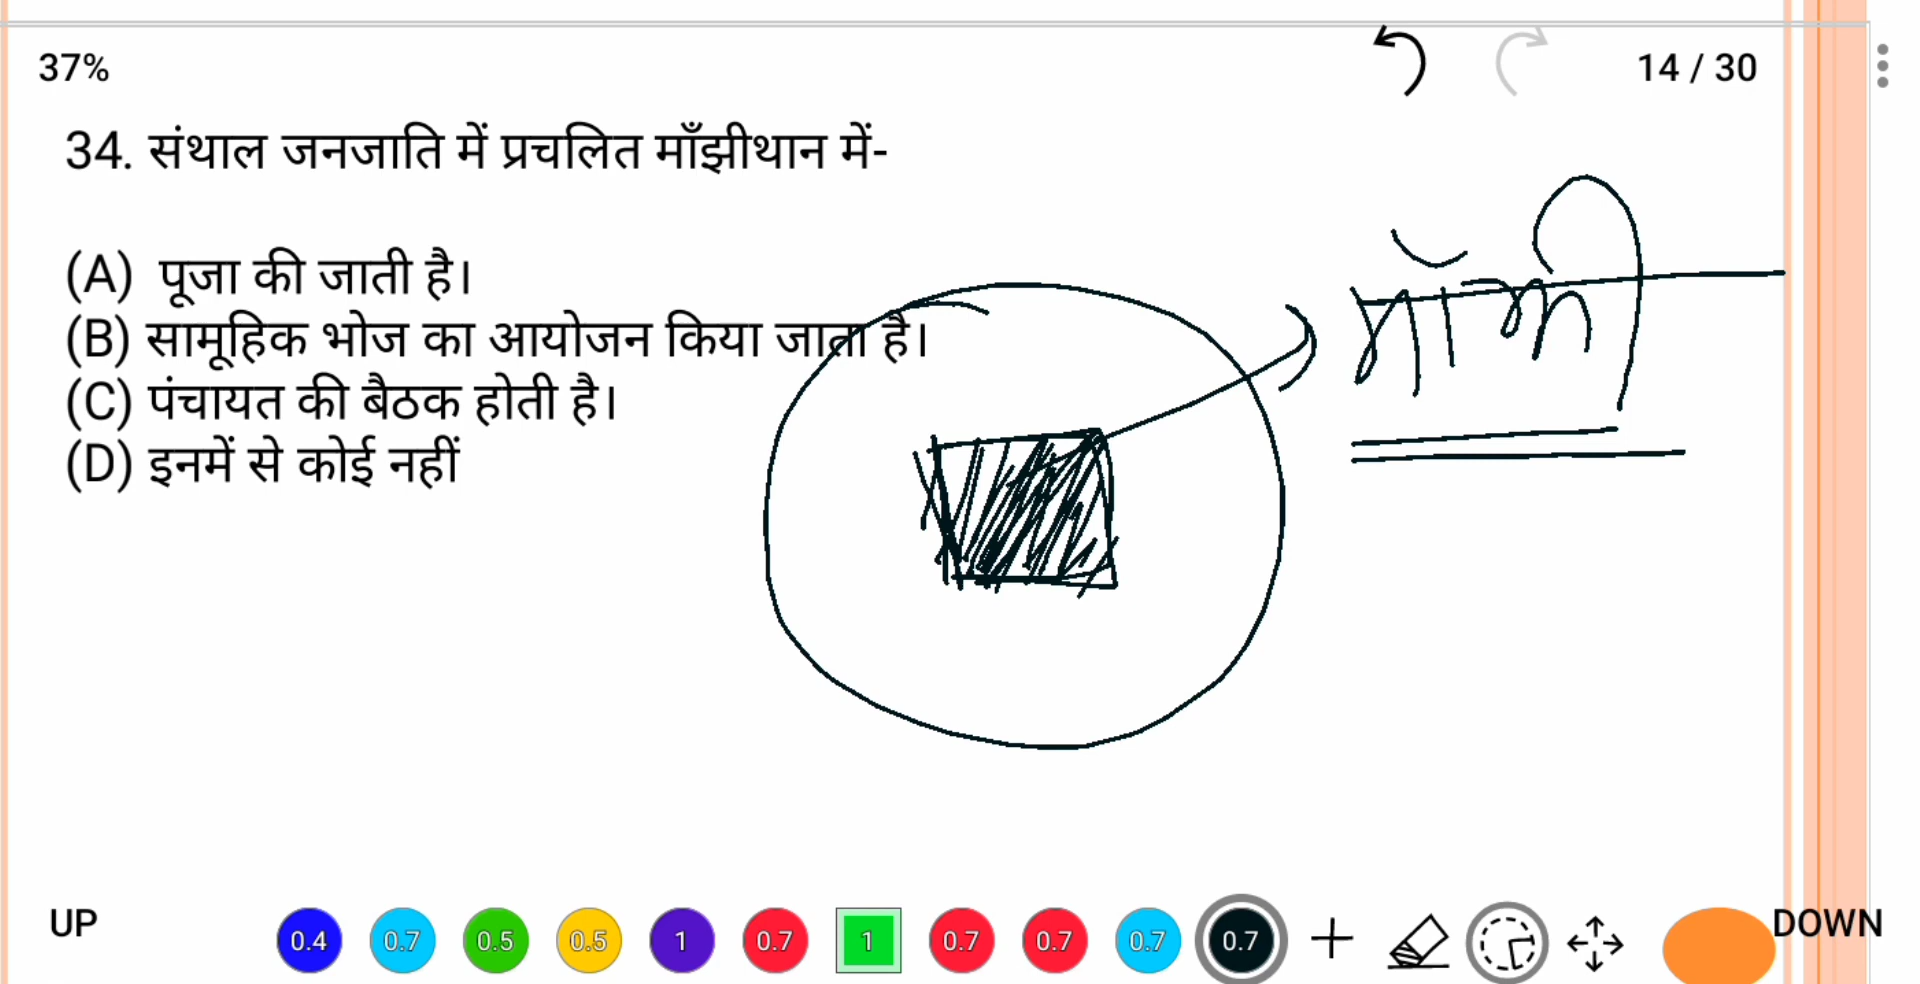 37%
14 / 30
34. संथाल जनजाति में प्रचलित माँझीथान में-
(A) पूजा की जाती है।
(B) सामूहिक भोज का आयोजन किया जाता है।
(C) पंचायत की बैठक होती है।
(D) इनमें से कोई नहीं
UP
0.4 0.7 0.5 0.5 1 0.7 1 0.7 0.7 0.7 0.7
DOWN